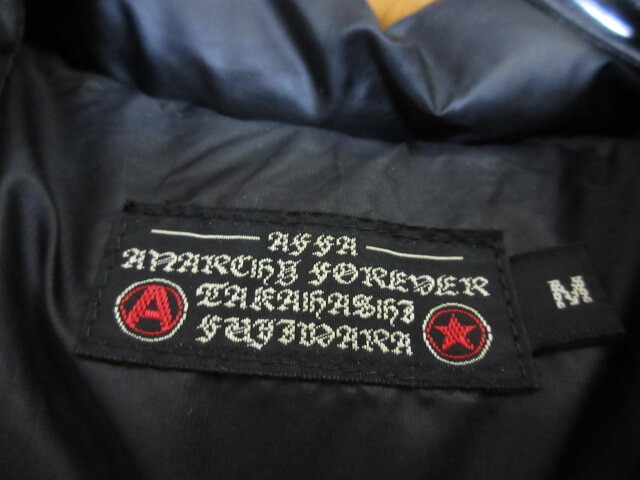 AFFA
ANARCHY FOREVER
TAKAHASHI
FUJIWARA
A
M